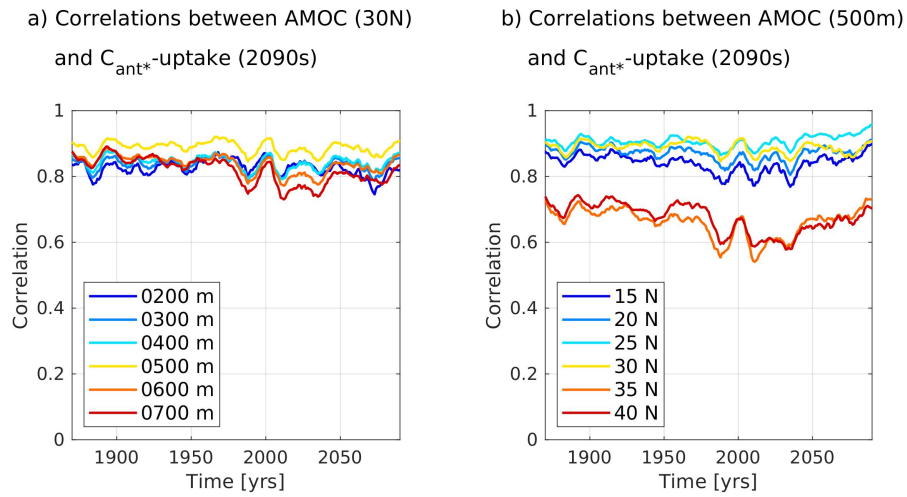 a) Correlations between AMOC (30N)
and C_ant*-uptake (2090s)
1
0.8
0.6
0.4
0.2
0
Correlation
0200 m
0300 m
0400 m
0500 m
0600 m
0700 m
1900 1950 2000 2050
Time [yrs]
b) Correlations between AMOC (500m)
and C_ant*-uptake (2090s)
1
0.8
0.6
0.4
0.2
0
Correlation
15 N
20 N
25 N
30 N
35 N
40 N
1900 1950 2000 2050
Time [yrs]